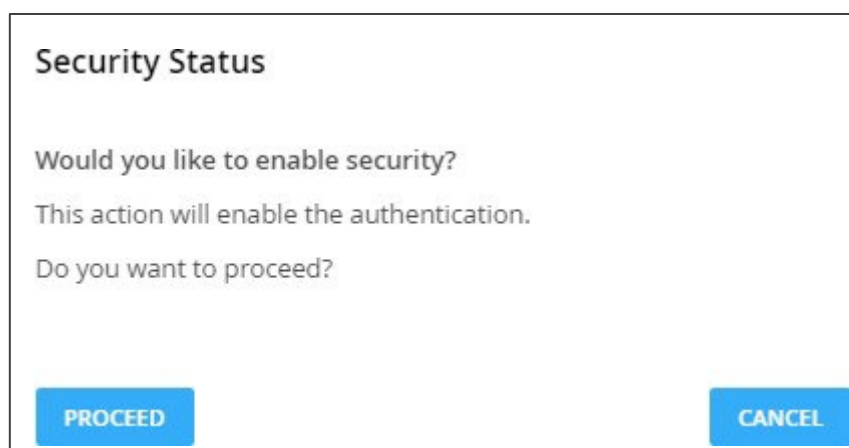 Security Status
Would you like to enable security?
This action will enable the authentication.
Do you want to proceed?
PROCEED
CANCEL